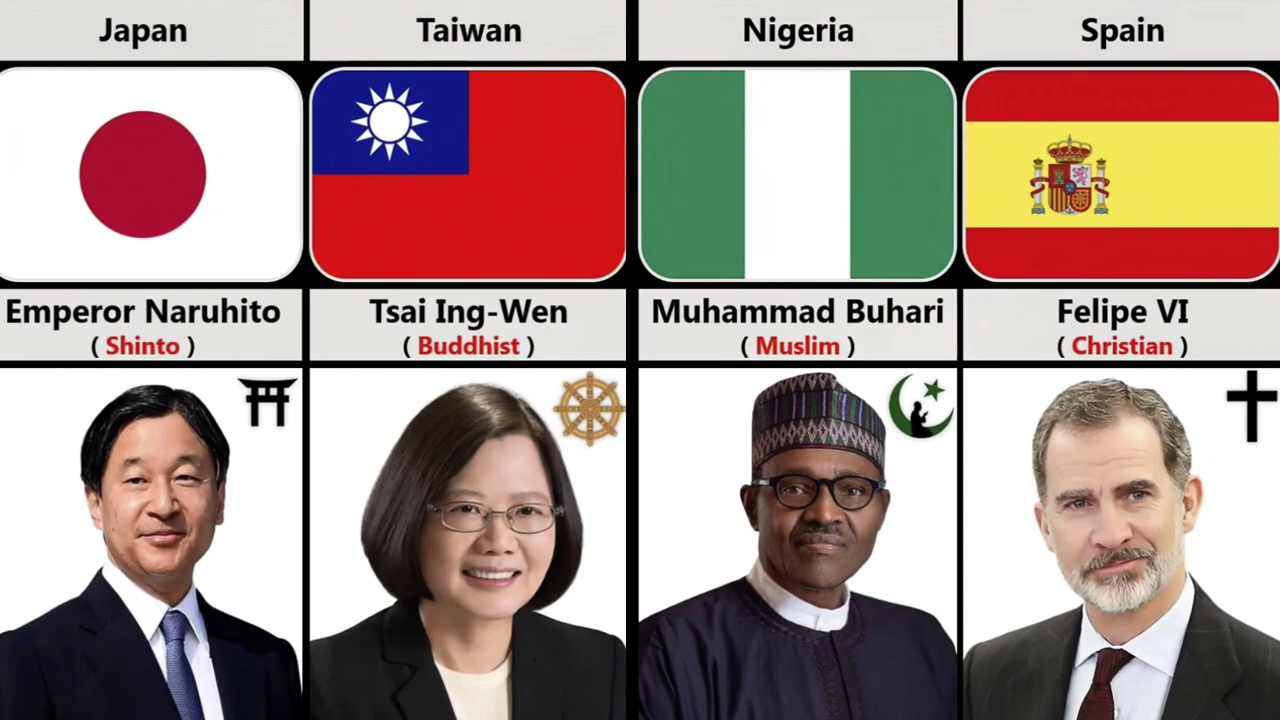 Japan
Taiwan
Nigeria
Spain
Emperor Naruhito
( Shinto )
Tsai Ing-Wen
( Buddhist )
Muhammad Buhari
( Muslim )
Felipe VI
( Christian )